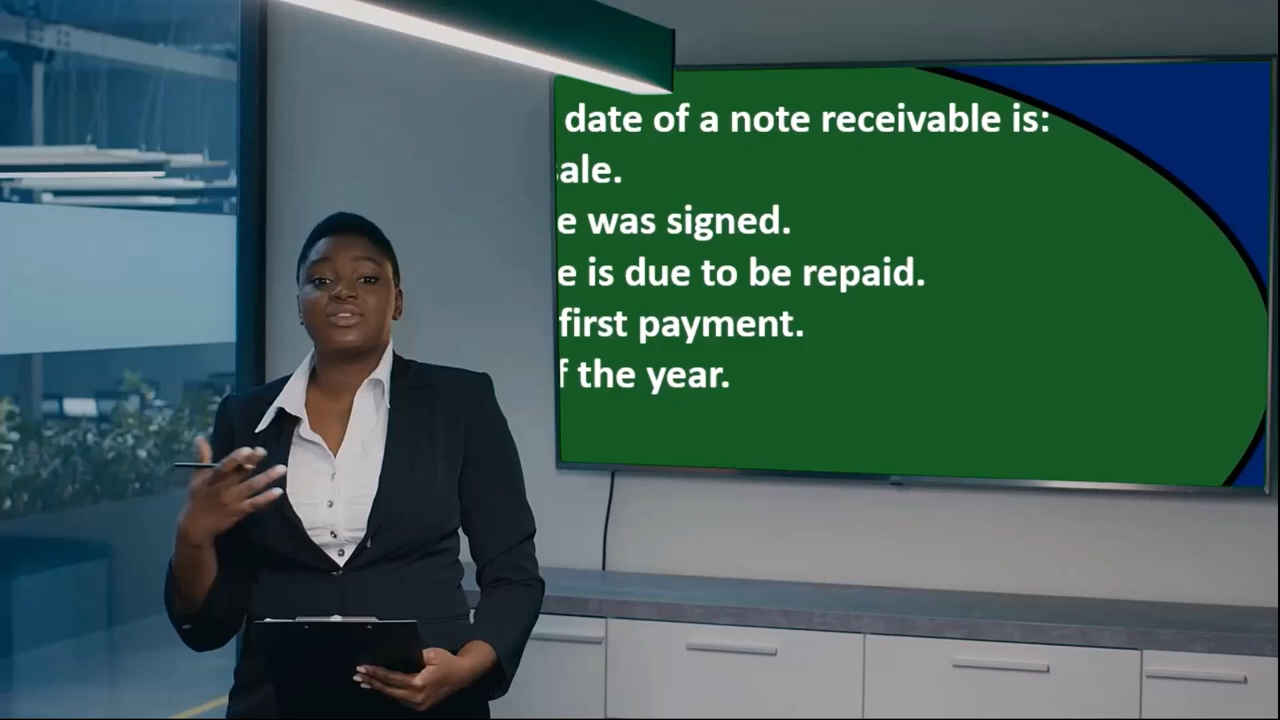 date of a note receivable is:
ale.
e was signed.
e is due to be repaid.
first payment.
f the year.